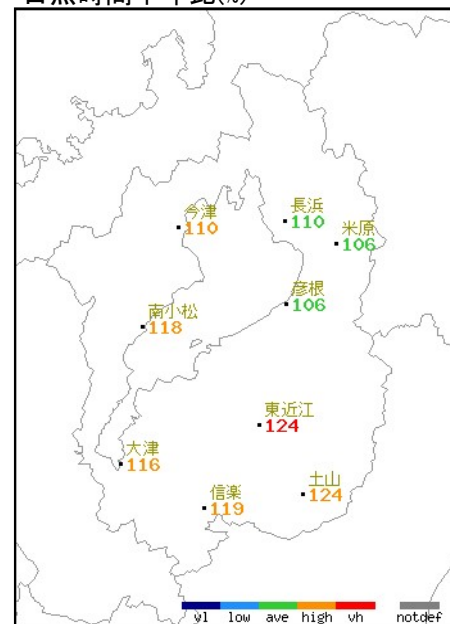 日照時間平年比(%)
今津
110
長浜
110
米原
106
彦根
106
南小松
118
東近江
124
大津
116
信楽
119
土山
124
yl low ave high vh notdef